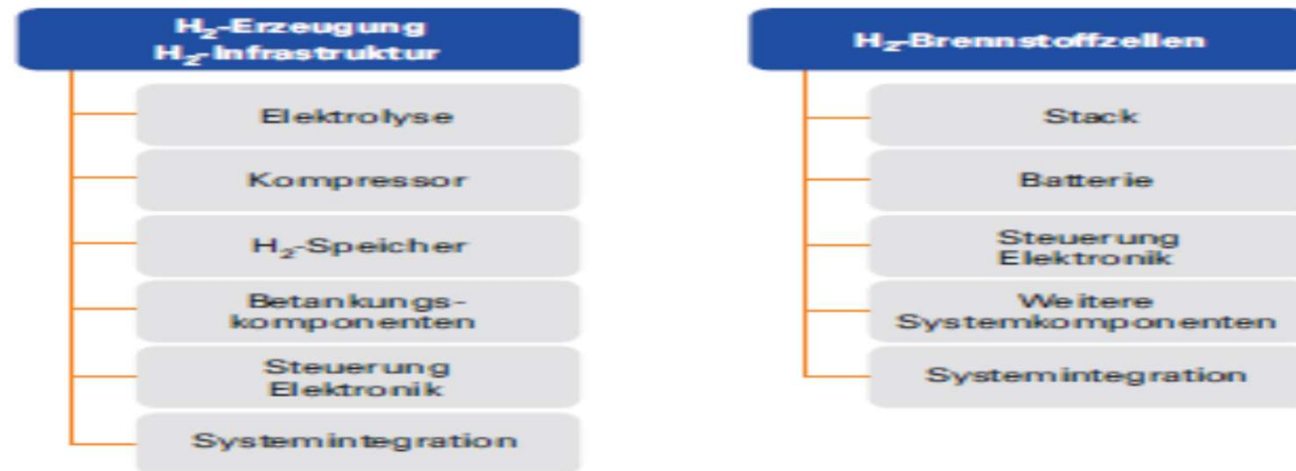 H₂-Erzeugung
H₂-Infrastruktur
Elektrolyse
Kompressor
H₂-Speicher
Betankungs-
komponenten
Steuerung
Elektronik
Systemintegration
H₂-Brennstoffzellen
Stack
Batterie
Steuerung
Elektronik
Weitere
Systemkomponenten
Systemintegration